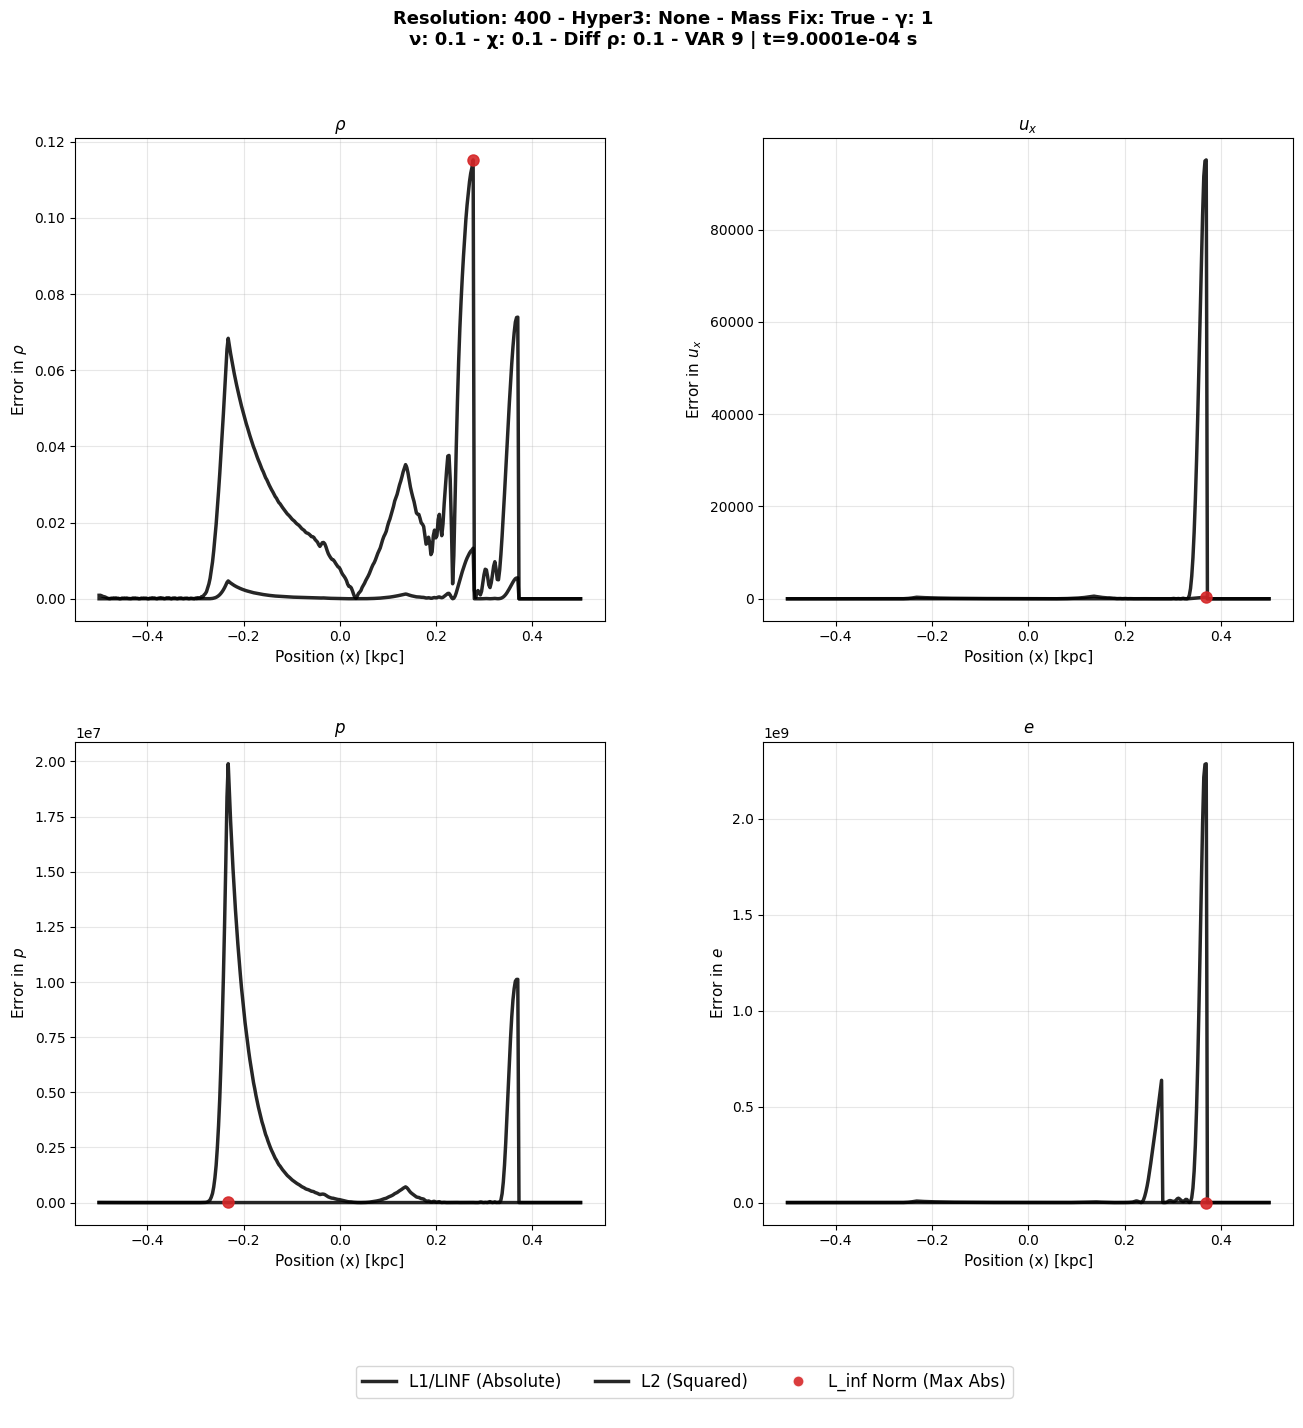 Resolution: 400 - Hyper3: None - Mass Fix: True - γ: 1
ν: 0.1 - χ: 0.1 - Diff ρ: 0.1 - VAR 9 | t=9.0001e-04 s
ρ
Error in ρ
0.12
0.10
0.08
0.06
0.04
0.02
0.00
−0.4 −0.2 0.0 0.2 0.4
Position (x) [kpc]
u_x
Error in u_x
80000
60000
40000
20000
0
−0.4 −0.2 0.0 0.2 0.4
Position (x) [kpc]
p
1e7
Error in p
2.00
1.75
1.50
1.25
1.00
0.75
0.50
0.25
0.00
−0.4 −0.2 0.0 0.2 0.4
Position (x) [kpc]
e
1e9
Error in e
2.0
1.5
1.0
0.5
0.0
−0.4 −0.2 0.0 0.2 0.4
Position (x) [kpc]
L1/LINF (Absolute) L2 (Squared) L_inf Norm (Max Abs)